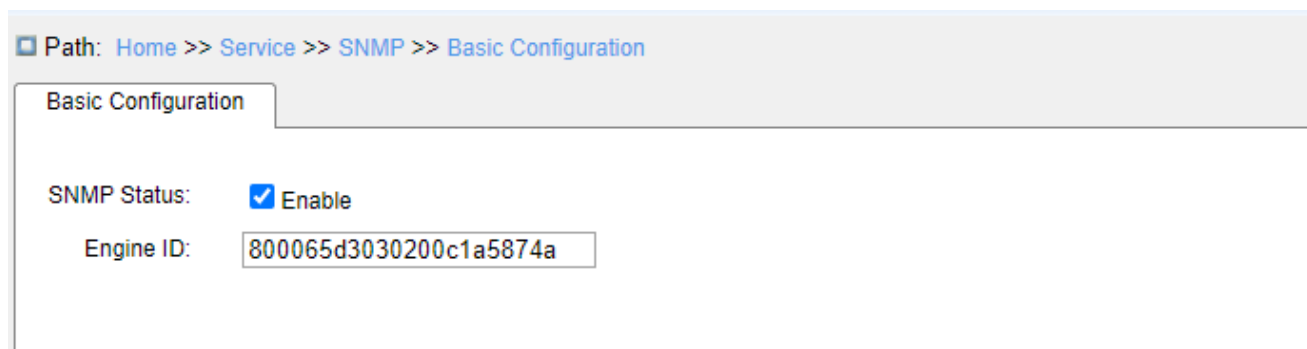 Path: Home >> Service >> SNMP >> Basic Configuration
Basic Configuration
SNMP Status: Enable
Engine ID: 800065d3030200c1a5874a